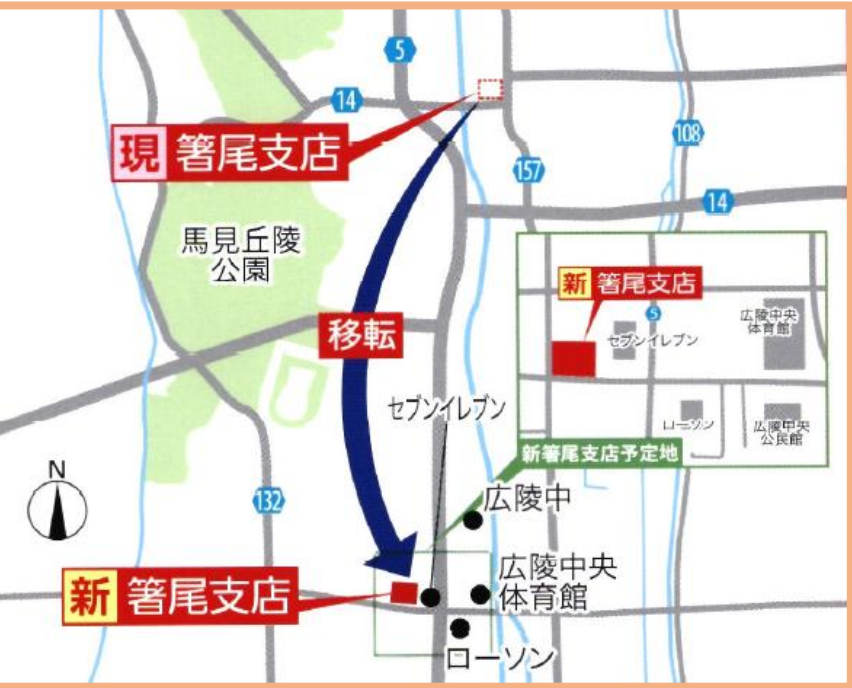 5
14
現 箸尾支店
108
157
14
馬見丘陵
公園
新 箸尾支店
5
セブンイレブン
広陵中央
体育館
ローソン
広陵中央
公民館
移転
セブンイレブン
新箸尾支店予定地
N
132
広陵中
広陵中央
体育館
新 箸尾支店
ローソン